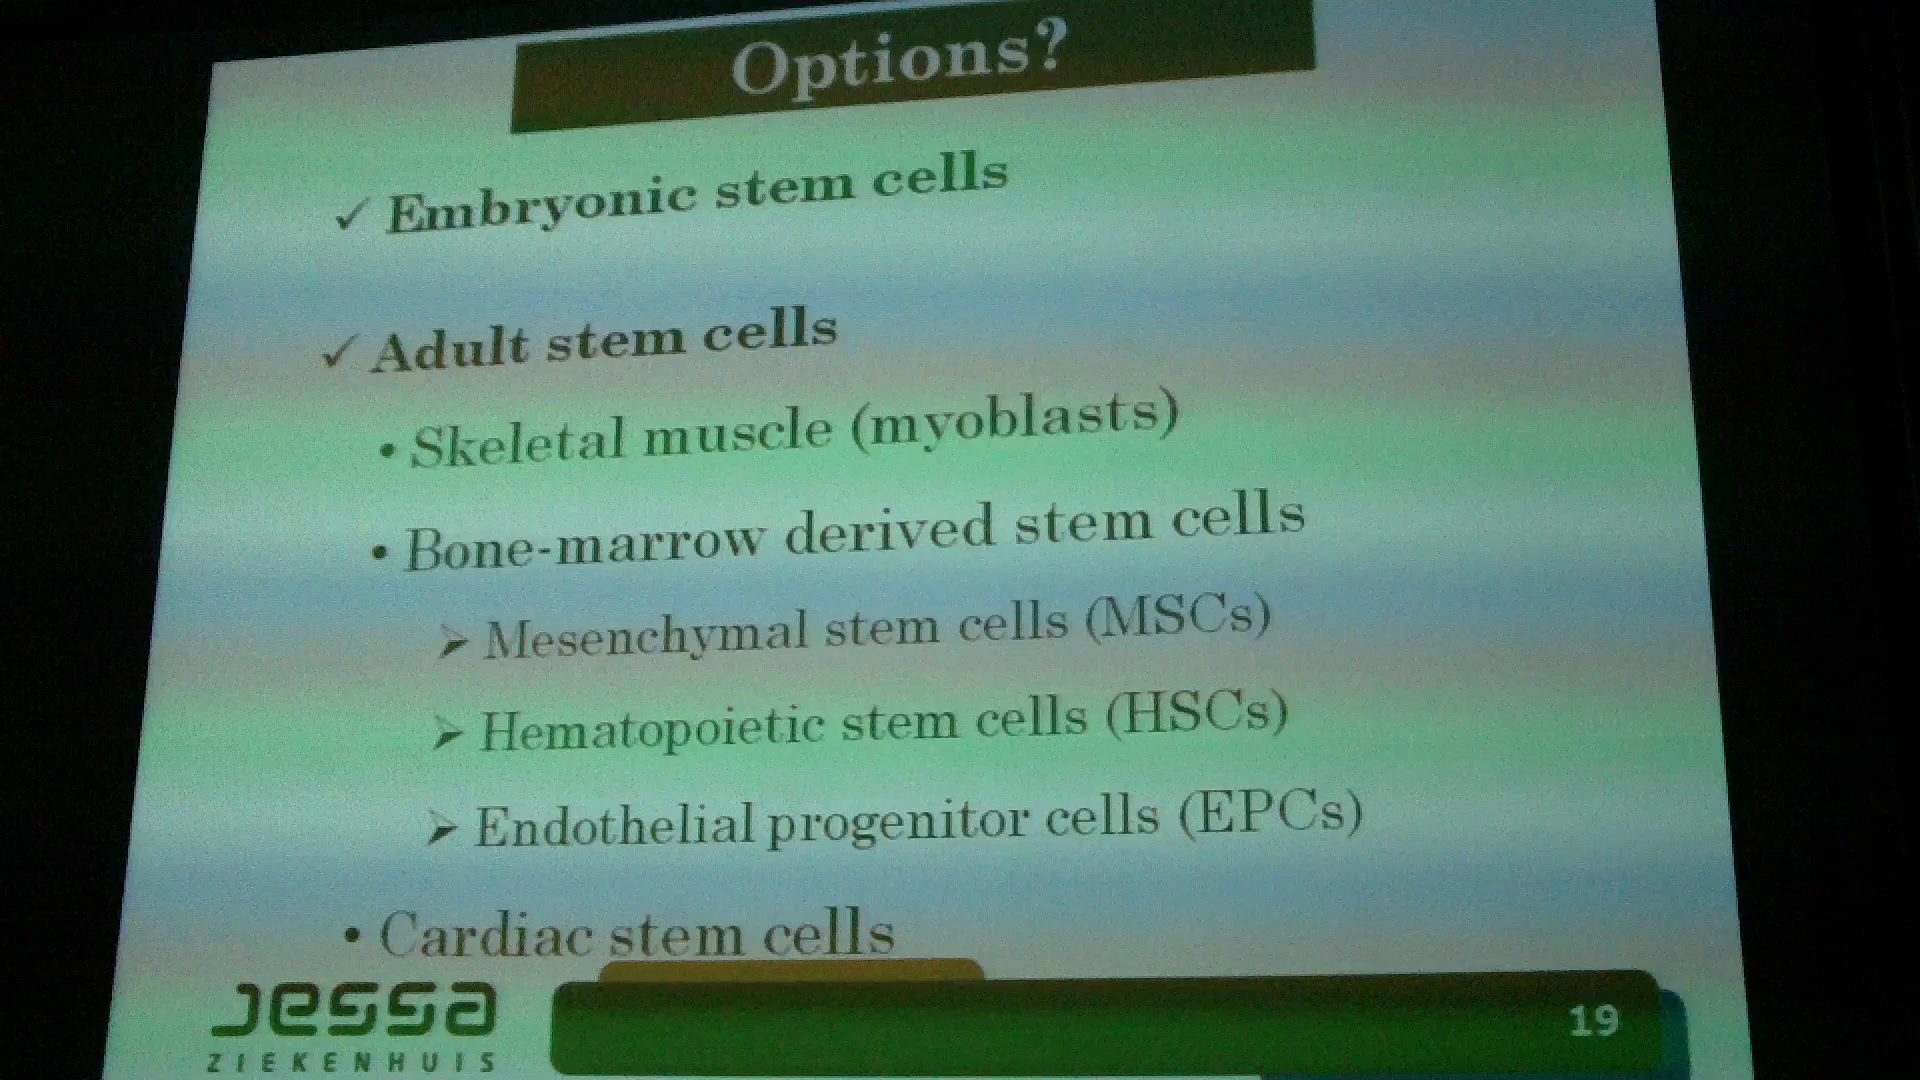 Options?
✓ Embryonic stem cells
✓ Adult stem cells
• Skeletal muscle (myoblasts)
• Bone-marrow derived stem cells
➢ Mesenchymal stem cells (MSCs)
➢ Hematopoietic stem cells (HSCs)
➢ Endothelial progenitor cells (EPCs)
• Cardiac stem cells
Jessa
ZIEKENHUIS
19